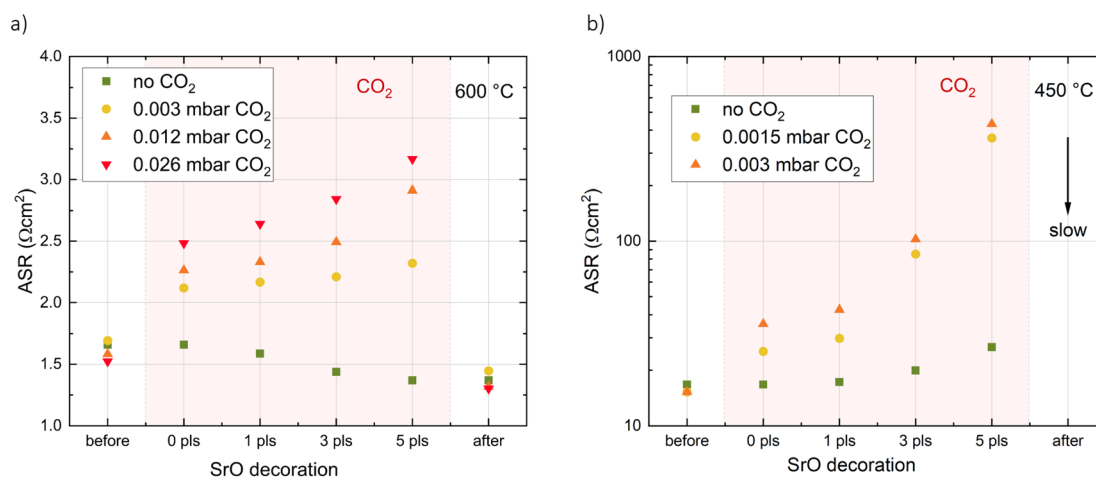 a)
ASR (Ωcm²)
4.0
3.5
3.0
2.5
2.0
1.5
1.0
no CO₂
0.003 mbar CO₂
0.012 mbar CO₂
0.026 mbar CO₂
CO₂
600 °C
before
0 pls
1 pls
3 pls
5 pls
after
SrO decoration
b)
ASR (Ωcm²)
1000
100
10
no CO₂
0.0015 mbar CO₂
0.003 mbar CO₂
CO₂
450 °C
slow
before
0 pls
1 pls
3 pls
5 pls
after
SrO decoration